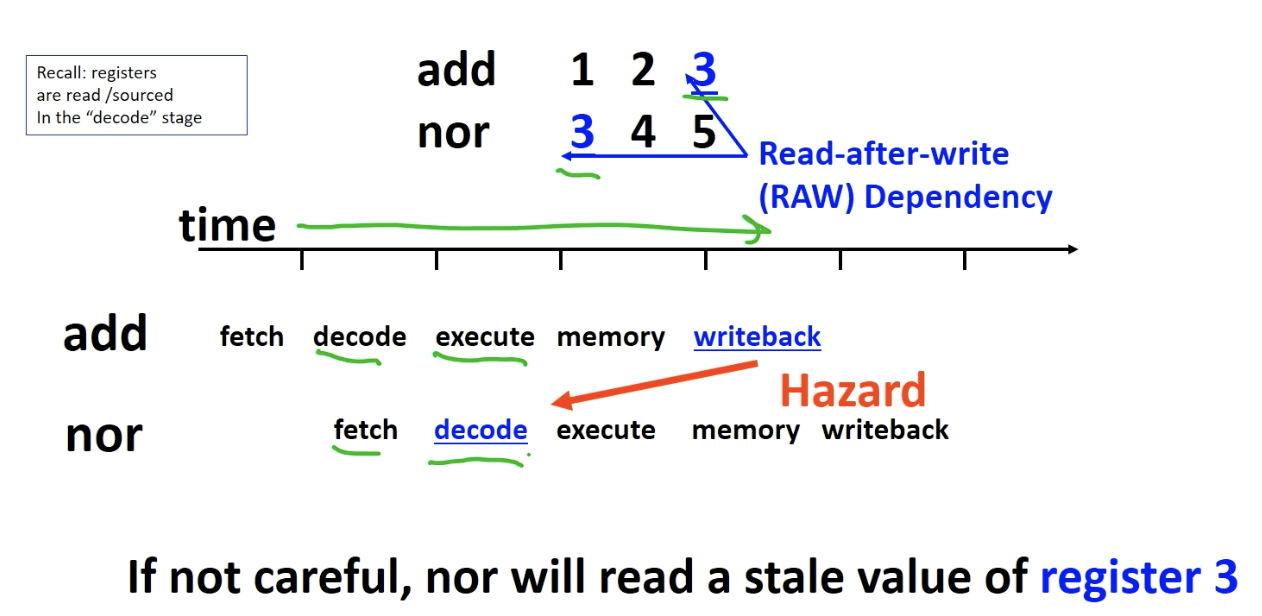 add 1 2 3
Recall: registers
are read /sourced
In the “decode” stage
nor 3 4 5
Read-after-write
(RAW) Dependency
time
add fetch decode execute memory writeback
Hazard
nor fetch decode execute memory writeback
If not careful, nor will read a stale value of register 3